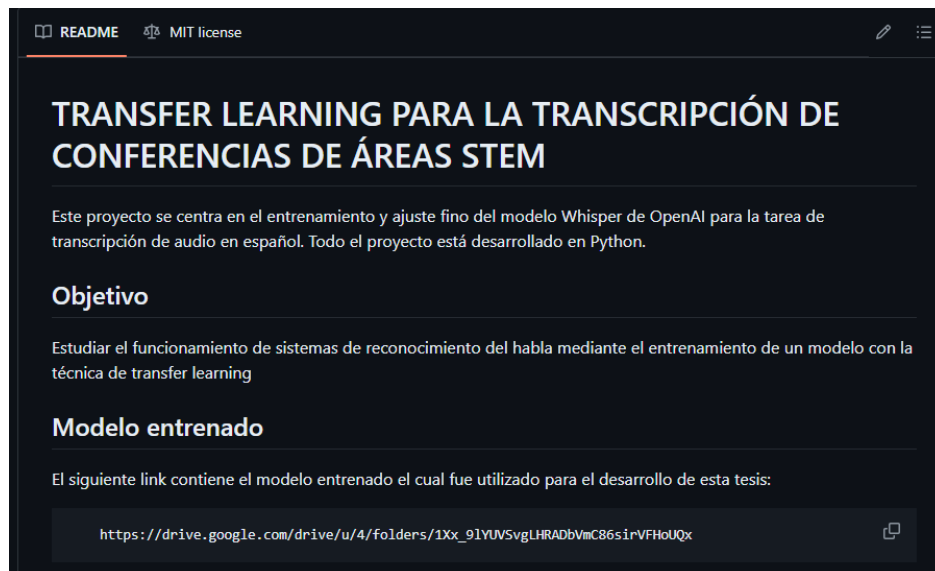 README MIT license
TRANSFER LEARNING PARA LA TRANSCRIPCIÓN DE
CONFERENCIAS DE ÁREAS STEM
Este proyecto se centra en el entrenamiento y ajuste fino del modelo Whisper de OpenAI para la tarea de
transcripción de audio en español. Todo el proyecto está desarrollado en Python.
Objetivo
Estudiar el funcionamiento de sistemas de reconocimiento del habla mediante el entrenamiento de un modelo con la
técnica de transfer learning
Modelo entrenado
El siguiente link contiene el modelo entrenado el cual fue utilizado para el desarrollo de esta tesis:
https://drive.google.com/drive/u/4/folders/1Xx_9lYUVSvgLHRADbVmC86sirVFHoUQx